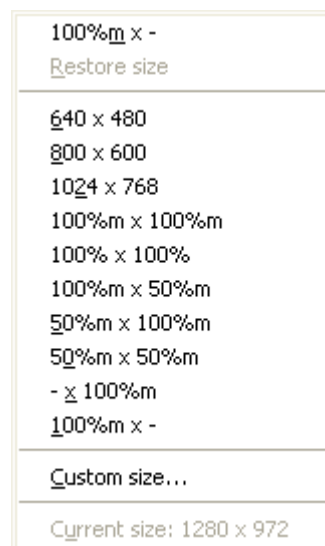 100%m x -
Restore size
640 x 480
800 x 600
1024 x 768
100%m x 100%m
100% x 100%
100%m x 50%m
50%m x 100%m
50%m x 50%m
- x 100%m
100%m x -
Custom size...
Current size: 1280 x 972